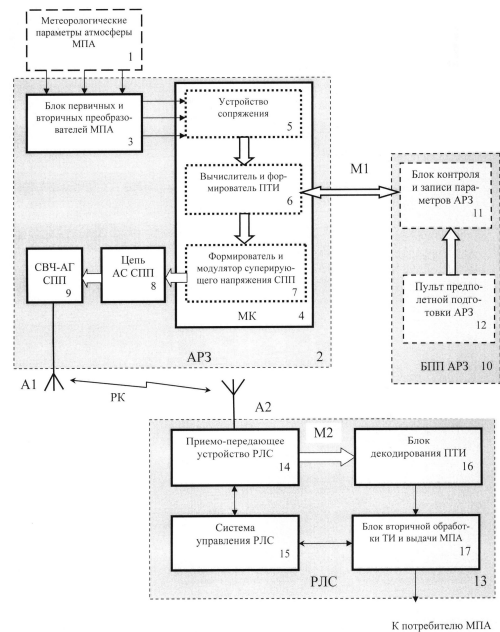 Метеорологические
параметры атмосферы
МПА
1
Блок первичных и
вторичных преобразо-
вателей МПА
3
Устройство
сопряжения
5
Вычислитель и фор-
мирователь ПТИ
6
М1
Блок контроля
и записи пара-
метров АРЗ
11
Формирователь и
модулятор суперирую-
щего напряжения СПП
7
МК
4
Цепь
АС СПП
8
СВЧ-АГ
СПП
9
Пульт предпо-
летной подго-
товки АРЗ
12
АРЗ
2
БПП АРЗ
10
А1
РК
А2
Приемо-передающее
устройство РЛС
14
М2
Блок
декодирования ПТИ
16
Система
управления РЛС
15
Блок вторичной обработ-
ки ТИ и выдачи МПА
17
РЛС
13
К потребителю МПА